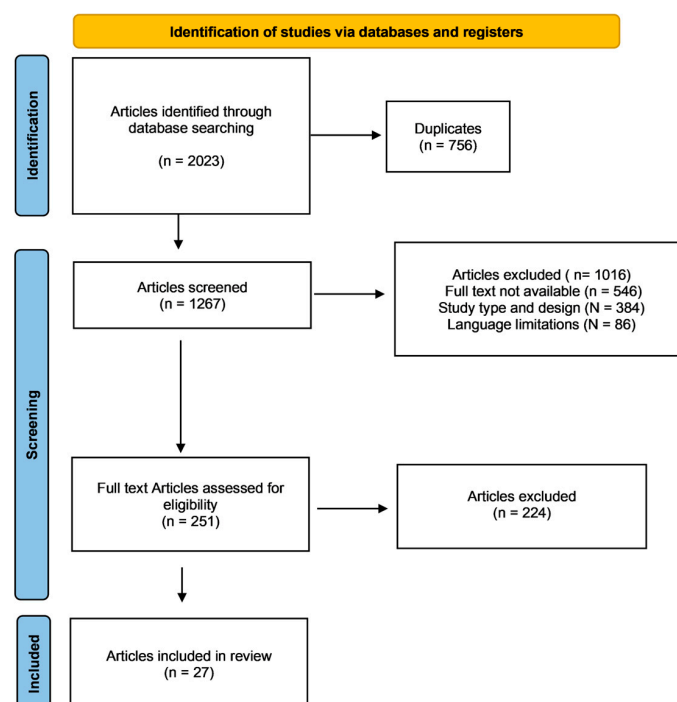 Identification of studies via databases and registers
Identification
Articles identified through
database searching
(n = 2023)
Duplicates
(n = 756)
Screening
Articles screened
(n = 1267)
Articles excluded ( n= 1016)
Full text not available (n = 546)
Study type and design (N = 384)
Language limitations (N = 86)
Full text Articles assessed for
eligibility
(n = 251)
Articles excluded
(n = 224)
Included
Articles included in review
(n = 27)